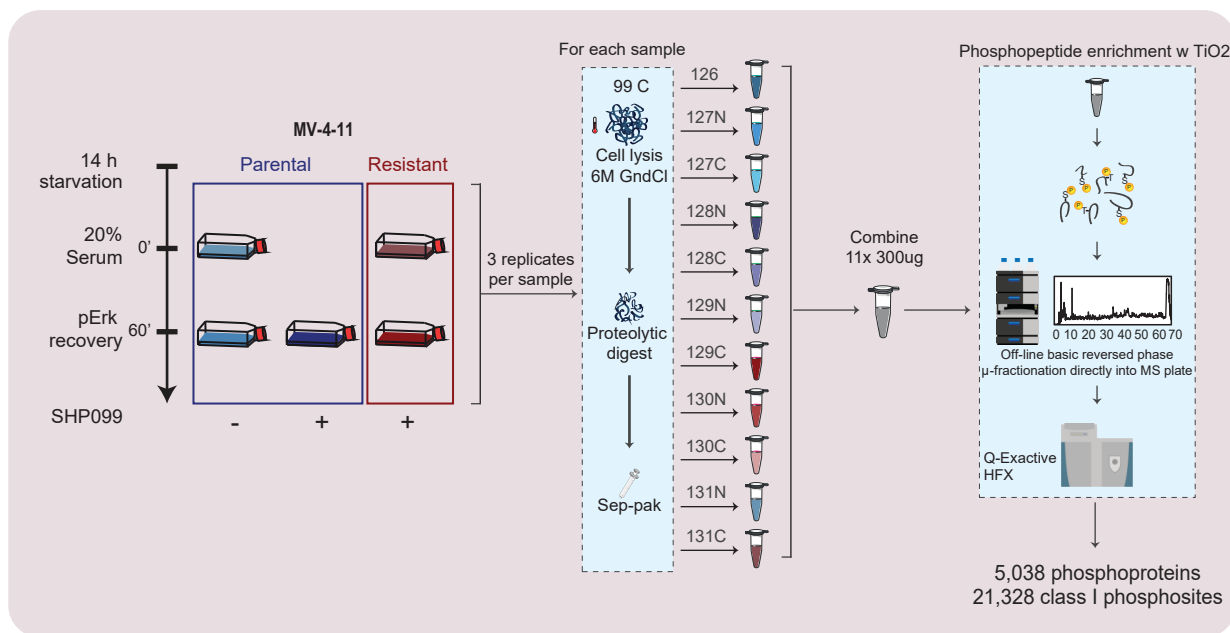 MV-4-11
Parental
Resistant
14 h
starvation
20%
Serum
0'
pErk
recovery
60'
SHP099
-
+
+
3 replicates
per sample
For each sample
99 C
Cell lysis
6M GndCl
Proteolytic
digest
Sep-pak
126
127N
127C
128N
128C
129N
129C
130N
130C
131N
131C
Combine
11x 300ug
Phosphopeptide enrichment w TiO2
P
S
P
T
P
S
P
T
S
P
S
P
0 10 20 30 40 50 60 70
Off-line basic reversed phase
µ-fractionation directly into MS plate
Q-Exactive
HFX
5,038 phosphoproteins
21,328 class I phosphosites